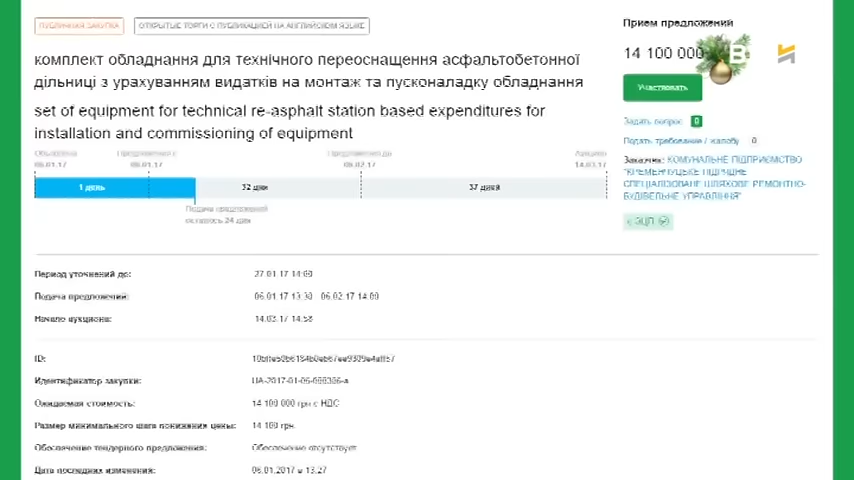 ПУБЛИЧНАЯ ЗАКУПКА
ОТКРЫТЫЕ ТОРГИ С ПУБЛИКАЦИЕЙ НА АНГЛИЙСКОМ ЯЗЫКЕ
комплект обладнання для технічного переоснащення асфальтобетонної
дільниці з урахуванням видатків на монтаж та пусконаладку обладнання
set of equipment for technical re-asphalt station based expenditures for
installation and commissioning of equipment
Объявлена
06.01.17
Предложения с
06.01.17
Предложения до
06.02.17
Аукцион
14.03.17
1 день
32 дня
37 дней
Подача предложений
осталось 24 дня
Прием предложений
14 100 000
В
Участвовать
Задать вопрос 0
Подать требование / жалобу 0
Заказчик: КОМУНАЛЬНЕ ПІДПРИЄМСТВО
"КРЕМЕНЧУЦЬКЕ ПІДРЯДНЕ
СПЕЦІАЛІЗОВАНЕ ШЛЯХОВЕ РЕМОНТНО-
БУДІВЕЛЬНЕ УПРАВЛІННЯ"
с ЭЦП
Период уточнений до: 27.01.17 14:00
Подача предложений: 06.01.17 13:30 06.02.17 14:00
Начало аукциона: 14.03.17 14:58
ID:
Идентификатор закупки:
Ожидаемая стоимость: 14 100 000 грн с НДС
Размер минимального шага понижения цены: 14 100 грн.
Обеспечение тендерного предложения: Обеспечение отсутствует
Дата последних изменений: 06.01.2017 в 13:27